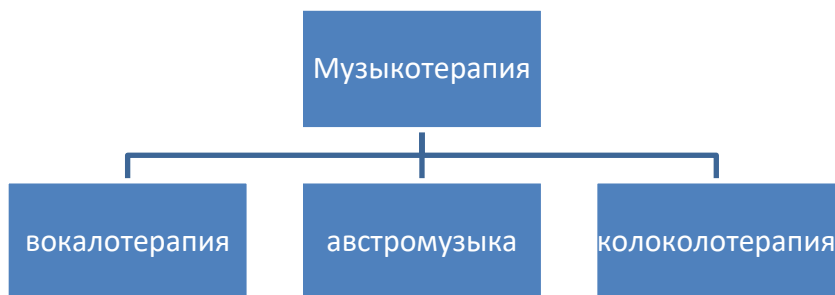 Музыкотерапия
вокалотерапия
австромузыка
колоколотерапия